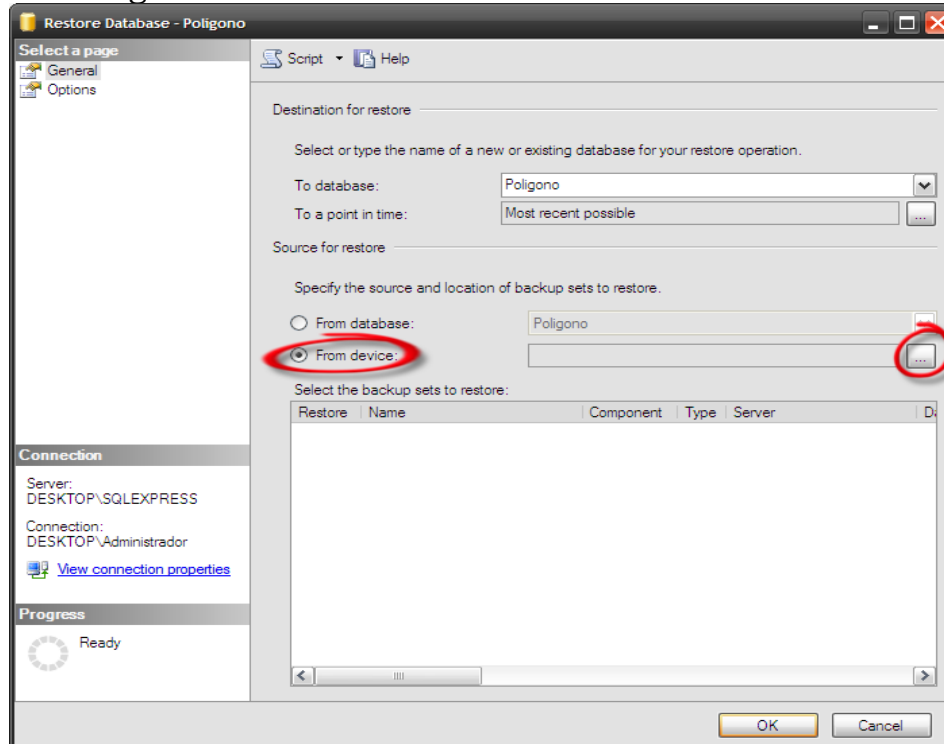 Restore Database - Poligono
Select a page
General
Options
Script Help
Destination for restore
Select or type the name of a new or existing database for your restore operation.
To database: Poligono
To a point in time: Most recent possible ...
Source for restore
Specify the source and location of backup sets to restore.
From database: Poligono
From device: ...
Select the backup sets to restore:
Restore Name Component Type Server
Connection
Server:
DESKTOP\SQLEXPRESS
Connection:
DESKTOP\Administrador
View connection properties
Progress
Ready
OK Cancel